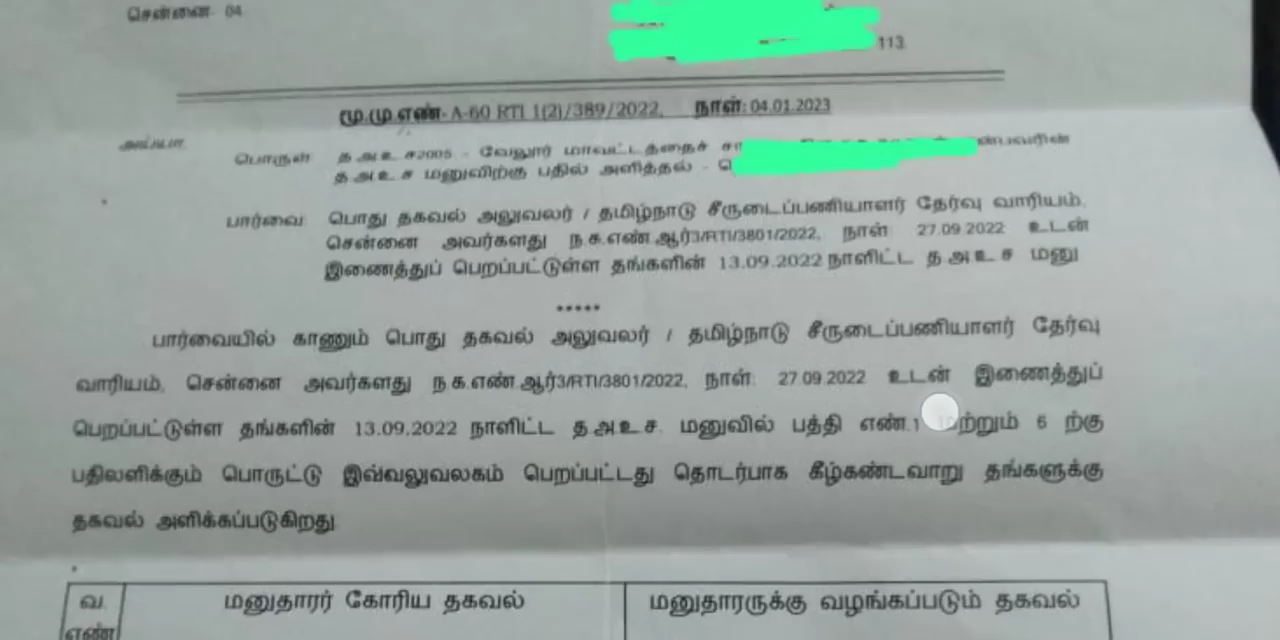 சென்னை- 04
113.
மூ.மு.எண்- A-60 RTI 1(2)/389/2022, நாள்: 04.01.2023
அய்யா
பொருள் த.அ.உ.ச2005 - வேலூர் மாவட்டத்தைச் என்பவரின்
த.அ.உ.ச மனுவிற்கு பதில் அளித்தல் -
பார்வை: பொது தகவல் அலுவலர் / தமிழ்நாடு சீருடைப்பணியாளர் தேர்வு வாரியம்,
சென்னை அவர்களது ந.க.எண்.ஆர்3/RTI/3801/2022, நாள் 27.09.2022 உடன்
இணைத்துப் பெறப்பட்டுள்ள தங்களின் 13.09.2022 நாளிட்ட த.அ.உ.ச மனு
*****
பார்வையில் காணும் பொது தகவல் அலுவலர் / தமிழ்நாடு சீருடைப்பணியாளர் தேர்வு
வாரியம், சென்னை அவர்களது ந.க.எண்.ஆர்3/RTI/3801/2022, நாள்: 27.09.2022 உடன் இணைத்துப்
பெறப்பட்டுள்ள தங்களின் 13.09.2022 நாளிட்ட த.அ.உ.ச. மனுவில் பத்தி எண்.1 மற்றும் 6 ற்கு
பதிலளிக்கும் பொருட்டு இவ்வலுவலகம் பெறப்பட்டது தொடர்பாக கீழ்கண்டவாறு தங்களுக்கு
தகவல் அளிக்கப்படுகிறது
வ. எண் மனுதாரர் கோரிய தகவல் மனுதாரருக்கு வழங்கப்படும் தகவல்